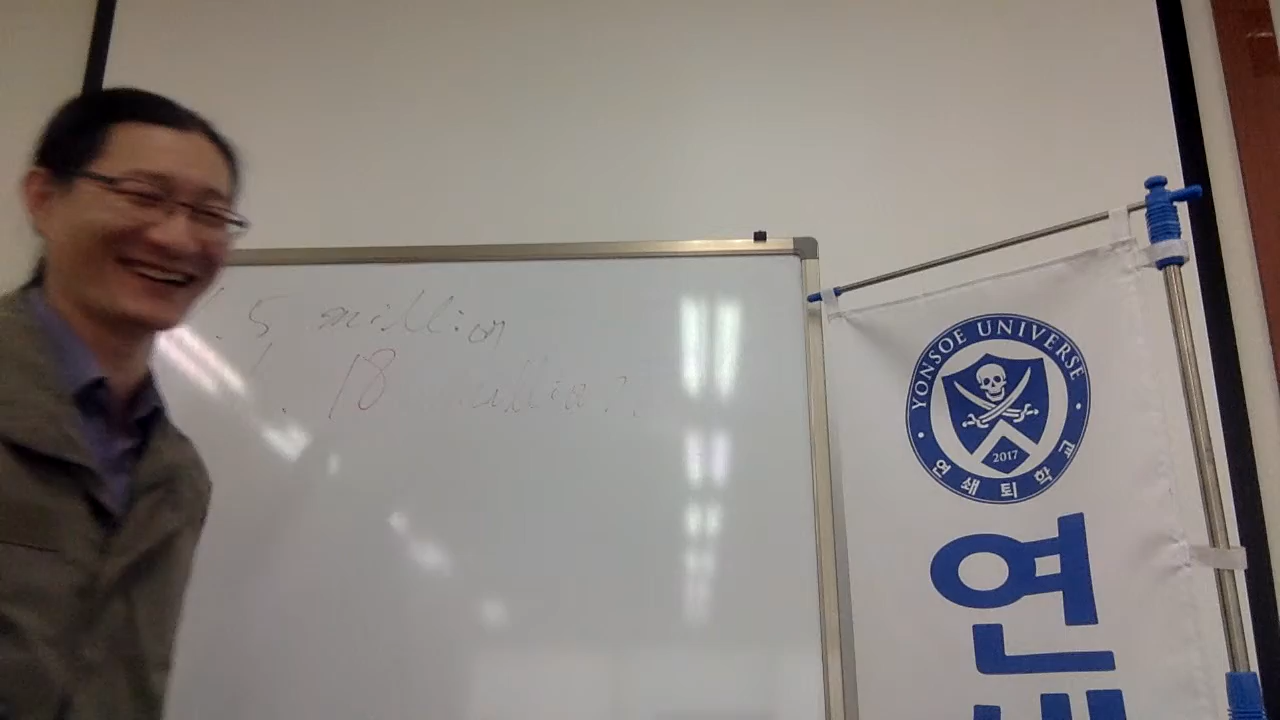 .5 million
. 18 million?
YONSOE UNIVERSE
2017
연쇄퇴학교
연